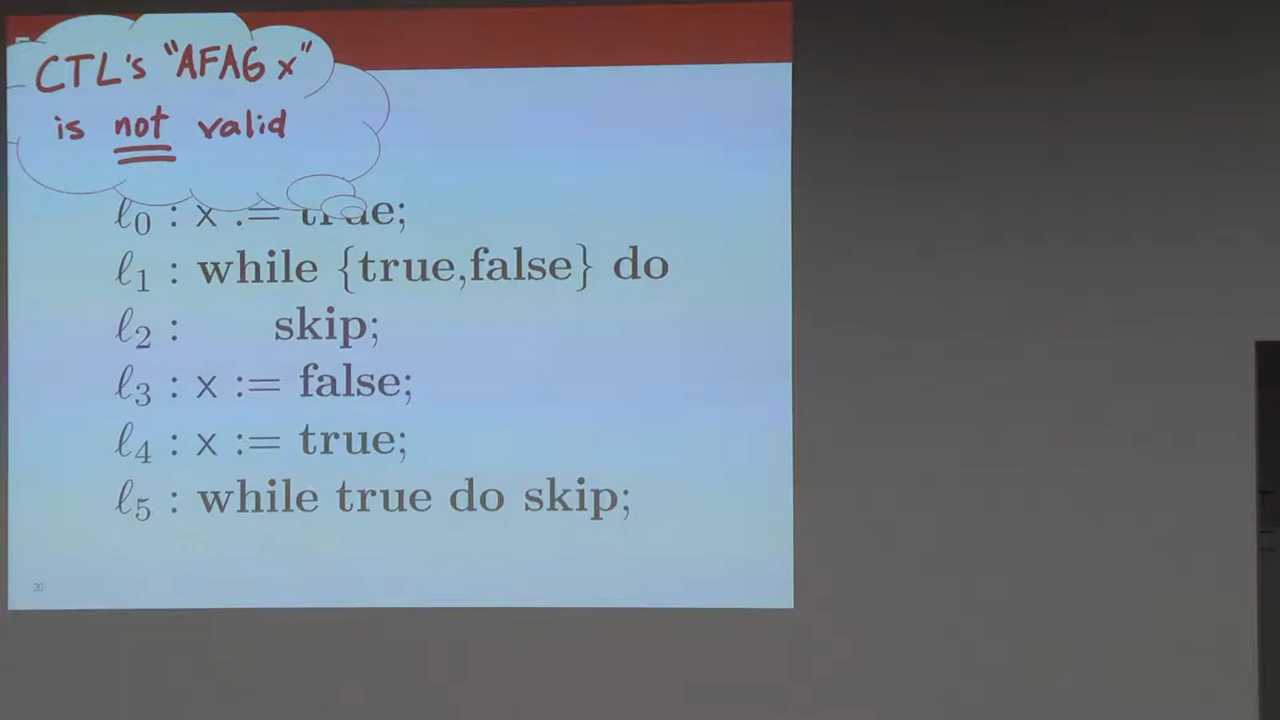 CTL's "AFAG x"
is not valid
ℓ0 : x := true;
ℓ1 : while {true,false} do
ℓ2 : skip;
ℓ3 : x := false;
ℓ4 : x := true;
ℓ5 : while true do skip;